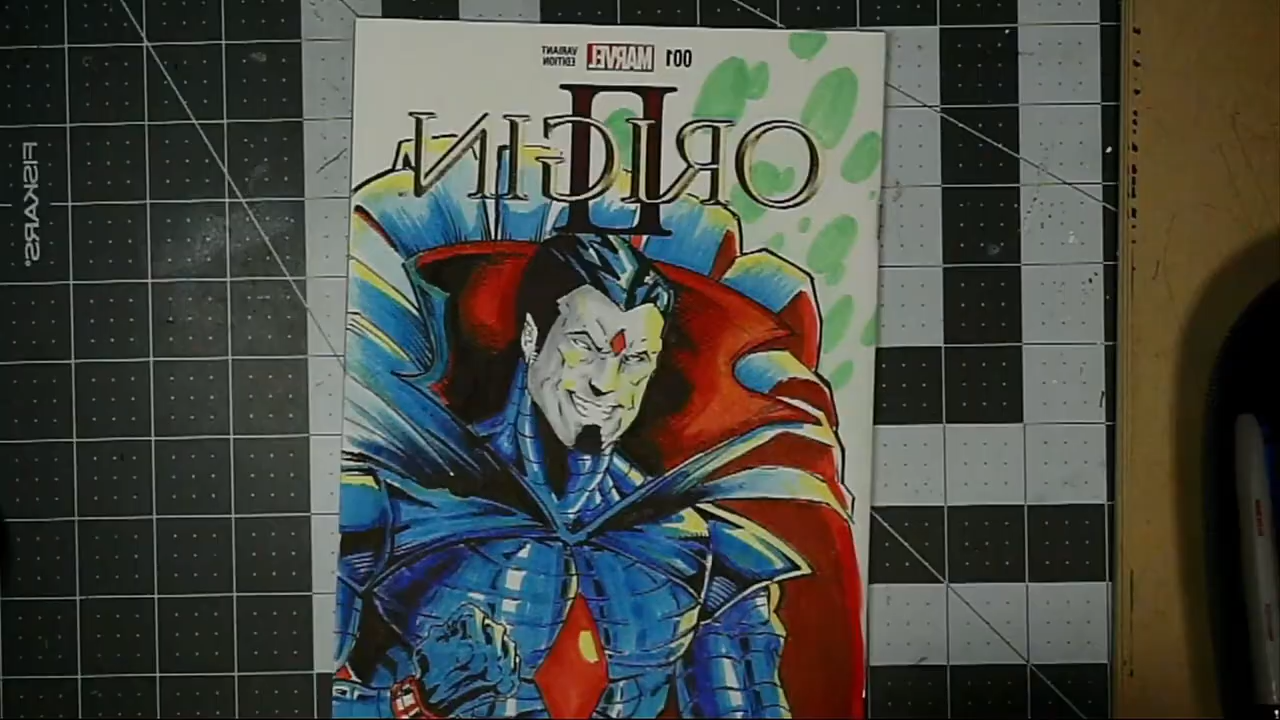 001 MARVEL VARIANT
EDITION
II
ORIGIN
FISKARS®